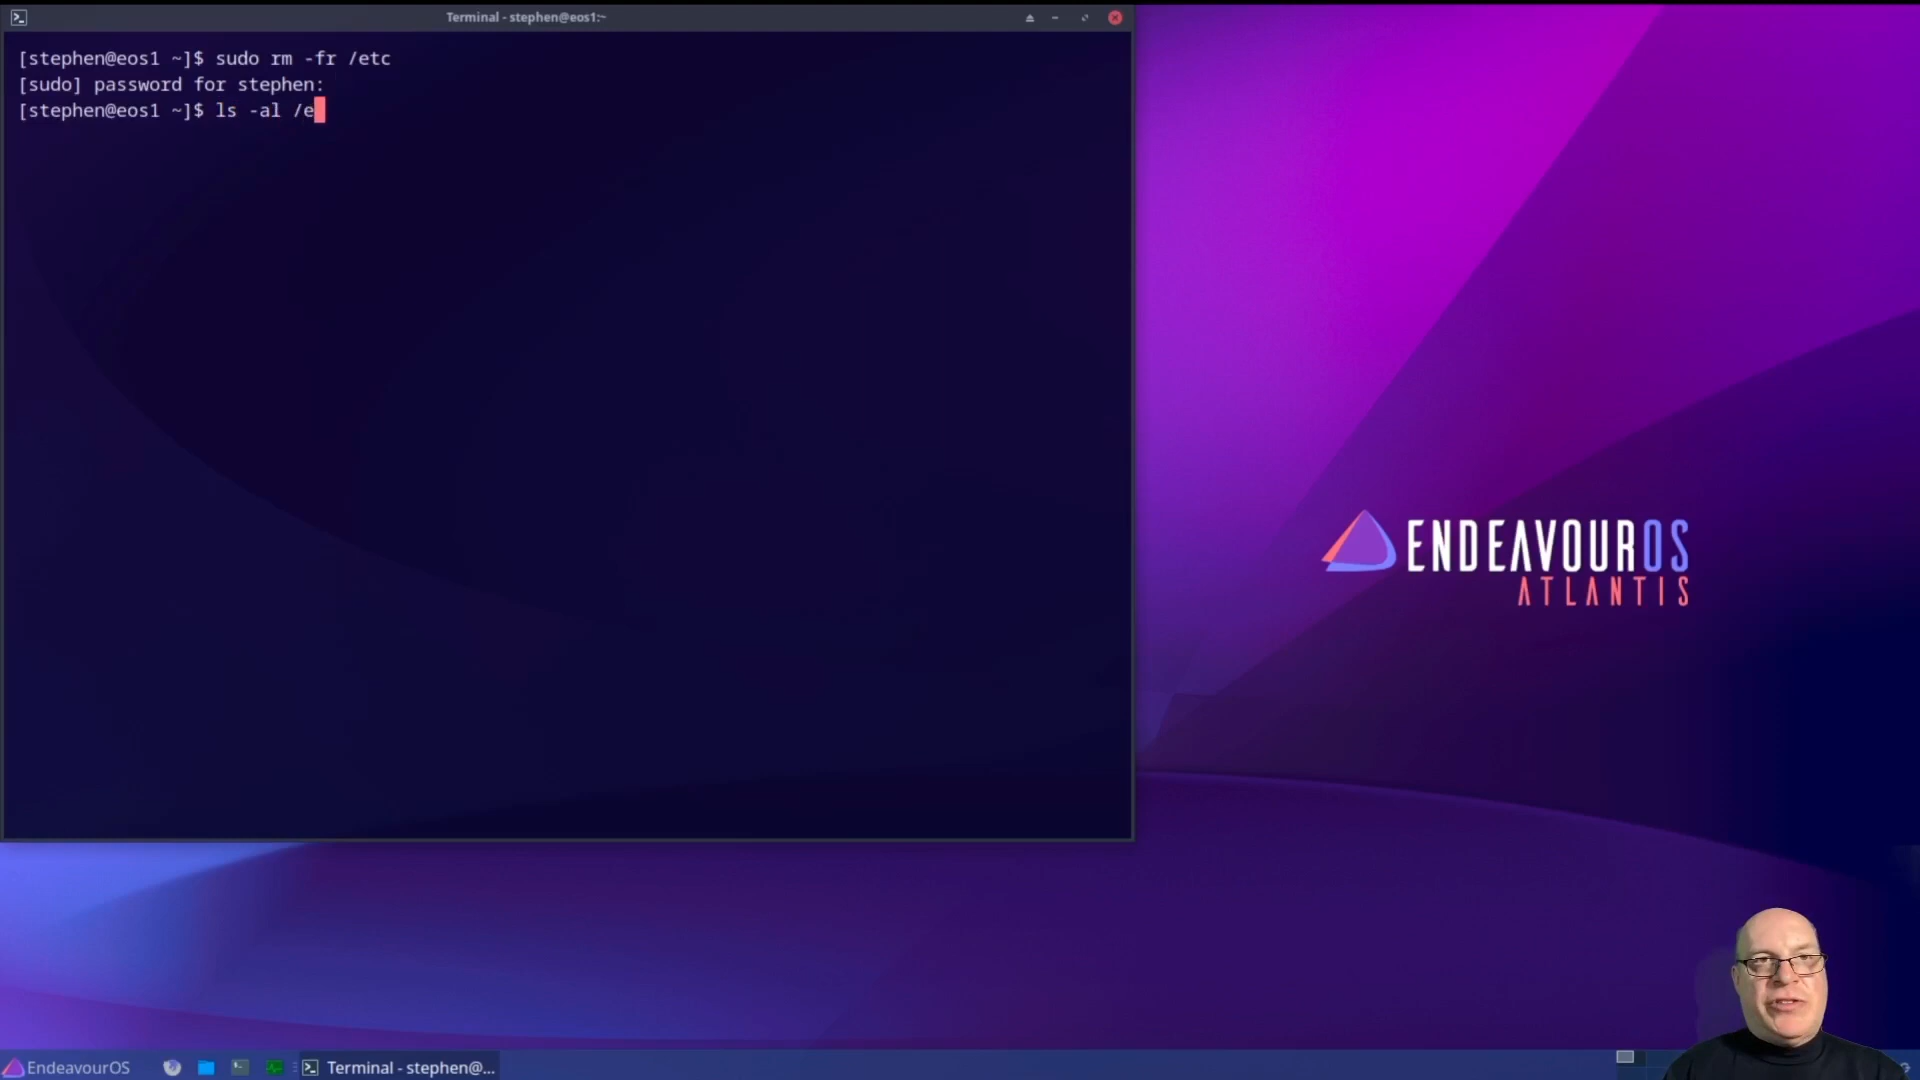 Terminal - stephen@eos1:~
[stephen@eos1 ~]$ sudo rm -fr /etc
[sudo] password for stephen:
[stephen@eos1 ~]$ ls -al /e
ENDEAVOUROS
ATLANTIS
EndeavourOS
Terminal - stephen@...